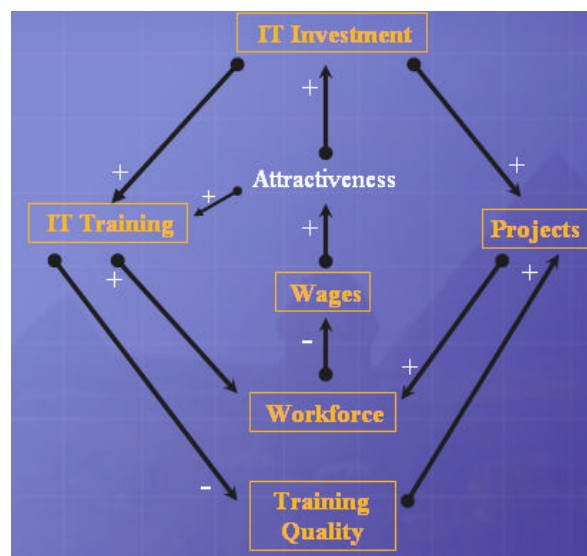 IT Investment
+
+
+
Attractiveness
+
IT Training
Projects
+
+
+
Wages
-
+
Workforce
-
Training
Quality